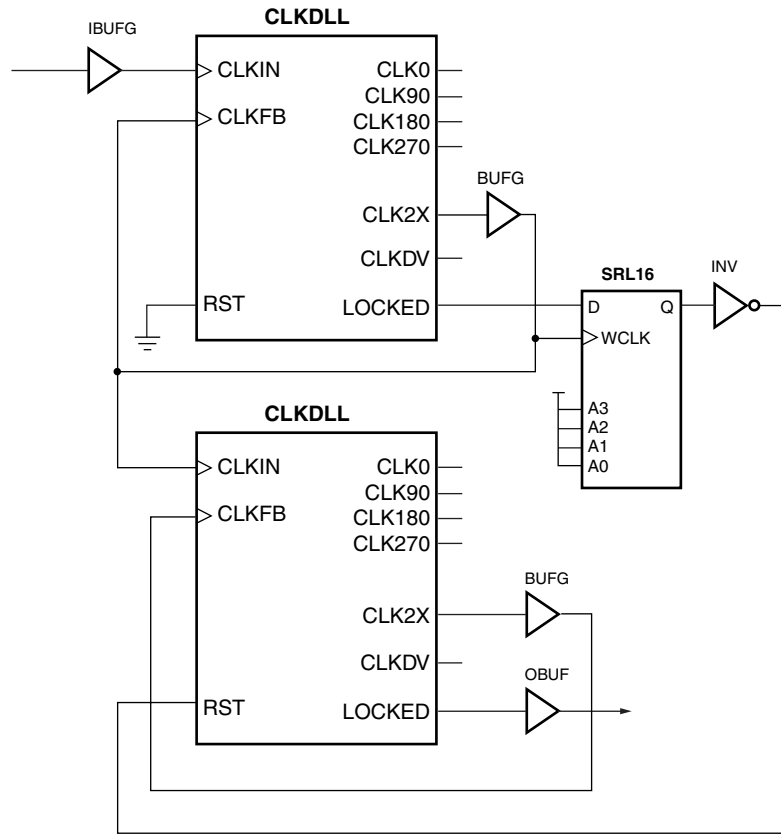 CLKDLL
IBUFG
CLKIN
CLKFB
RST
CLK0
CLK90
CLK180
CLK270
CLK2X
CLKDV
LOCKED
BUFG
SRL16
D
Q
WCLK
A3
A2
A1
A0
INV
CLKDLL
CLKIN
CLKFB
RST
CLK0
CLK90
CLK180
CLK270
CLK2X
CLKDV
LOCKED
BUFG
OBUF